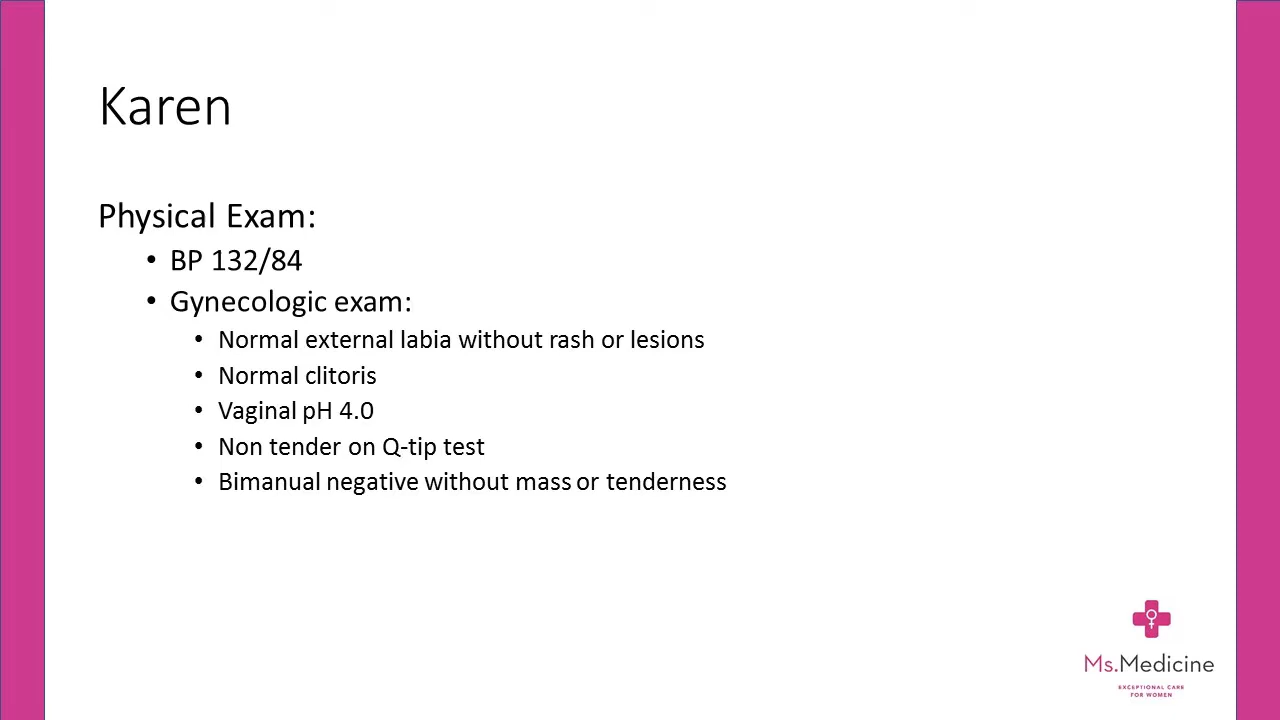 Karen
Physical Exam:
• BP 132/84
• Gynecologic exam:
• Normal external labia without rash or lesions
• Normal clitoris
• Vaginal pH 4.0
• Non tender on Q-tip test
• Bimanual negative without mass or tenderness
Ms.Medicine
EXCEPTIONAL CARE
FOR WOMEN